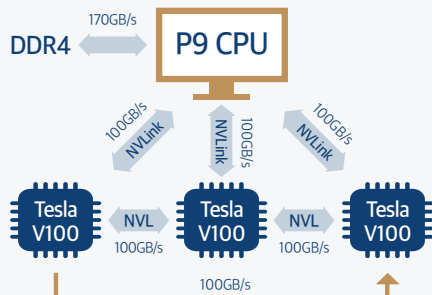 170GB/s
DDR4
P9 CPU
100GB/s
NVLink
NVLink
100GB/s
100GB/s
NVLink
Tesla
V100
NVL
100GB/s
Tesla
V100
NVL
100GB/s
Tesla
V100
100GB/s